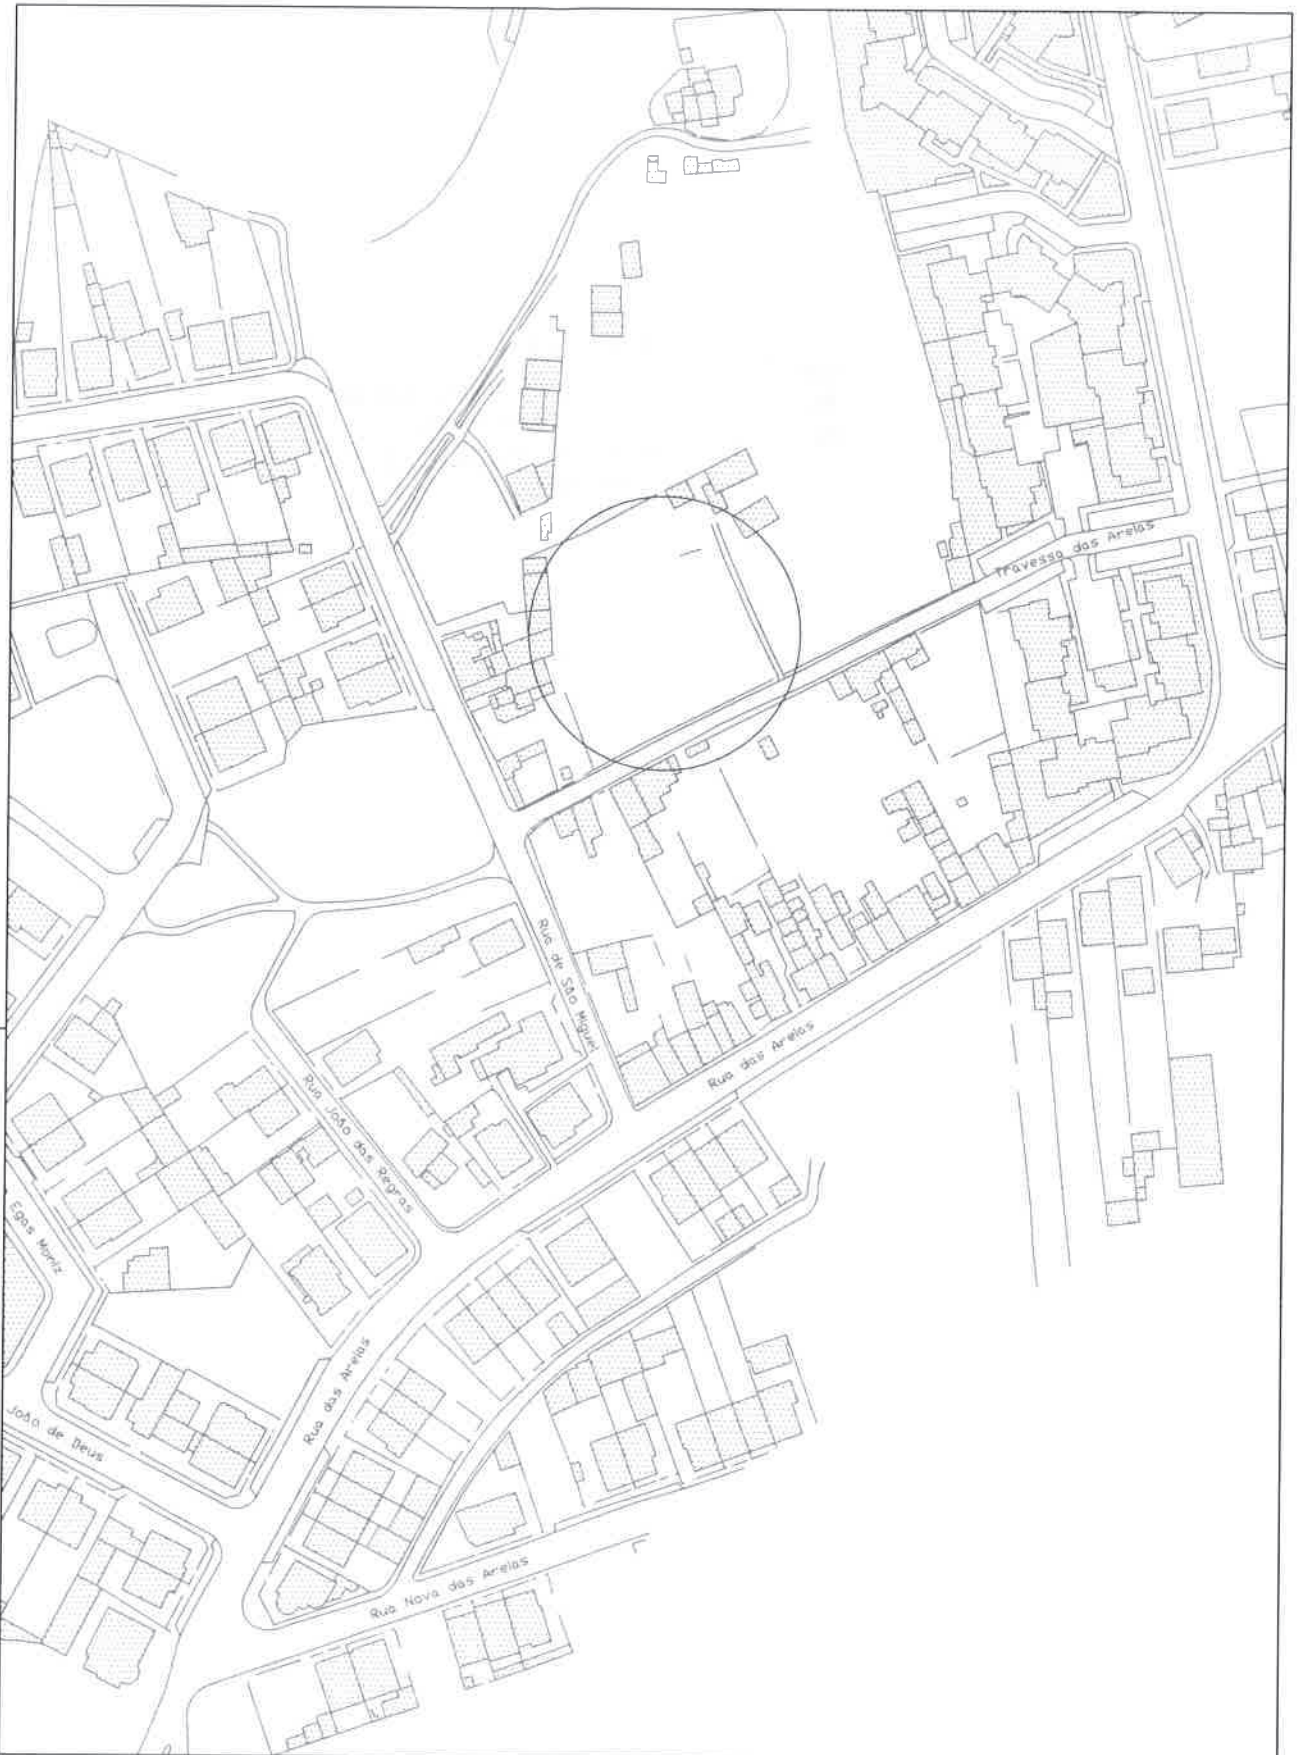 Travessa das Areias
Rua de São Miguel
Rua das Areias
Rua João das Regras
Egas Moniz
Rua das Areias
João de Deus
Rua Nova das Areias